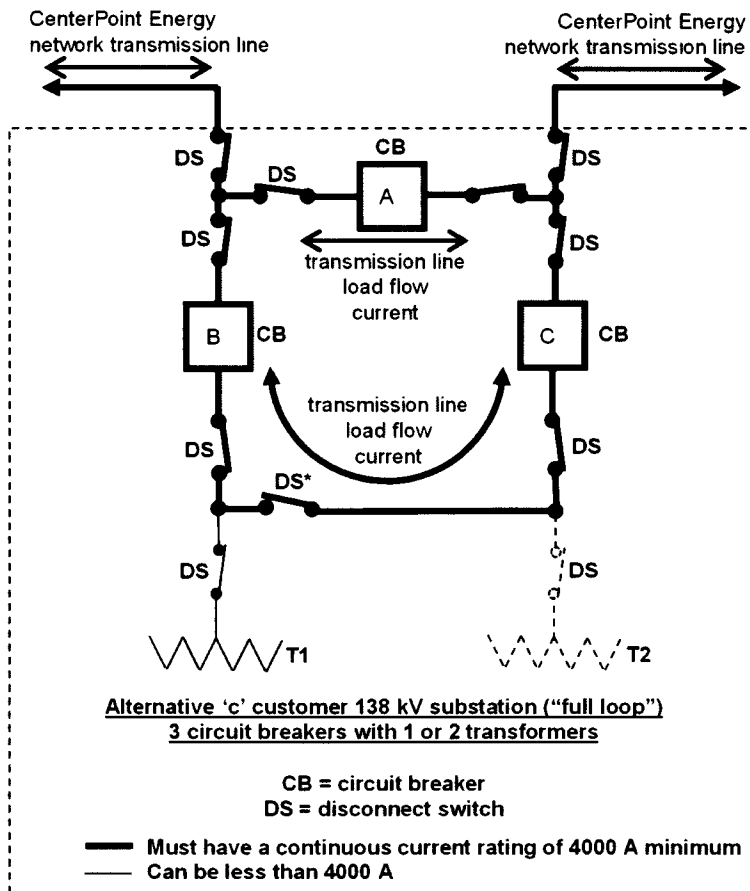 CenterPoint Energy
network transmission line
CenterPoint Energy
network transmission line
DS
DS
CB
A
DS
DS
DS
transmission line
load flow
current
B
CB
C
CB
transmission line
load flow
current
DS
DS
DS*
DS
DS
T1
T2
Alternative ‘c’ customer 138 kV substation (“full loop”)
3 circuit breakers with 1 or 2 transformers
CB = circuit breaker
DS = disconnect switch
Must have a continuous current rating of 4000 A minimum
Can be less than 4000 A